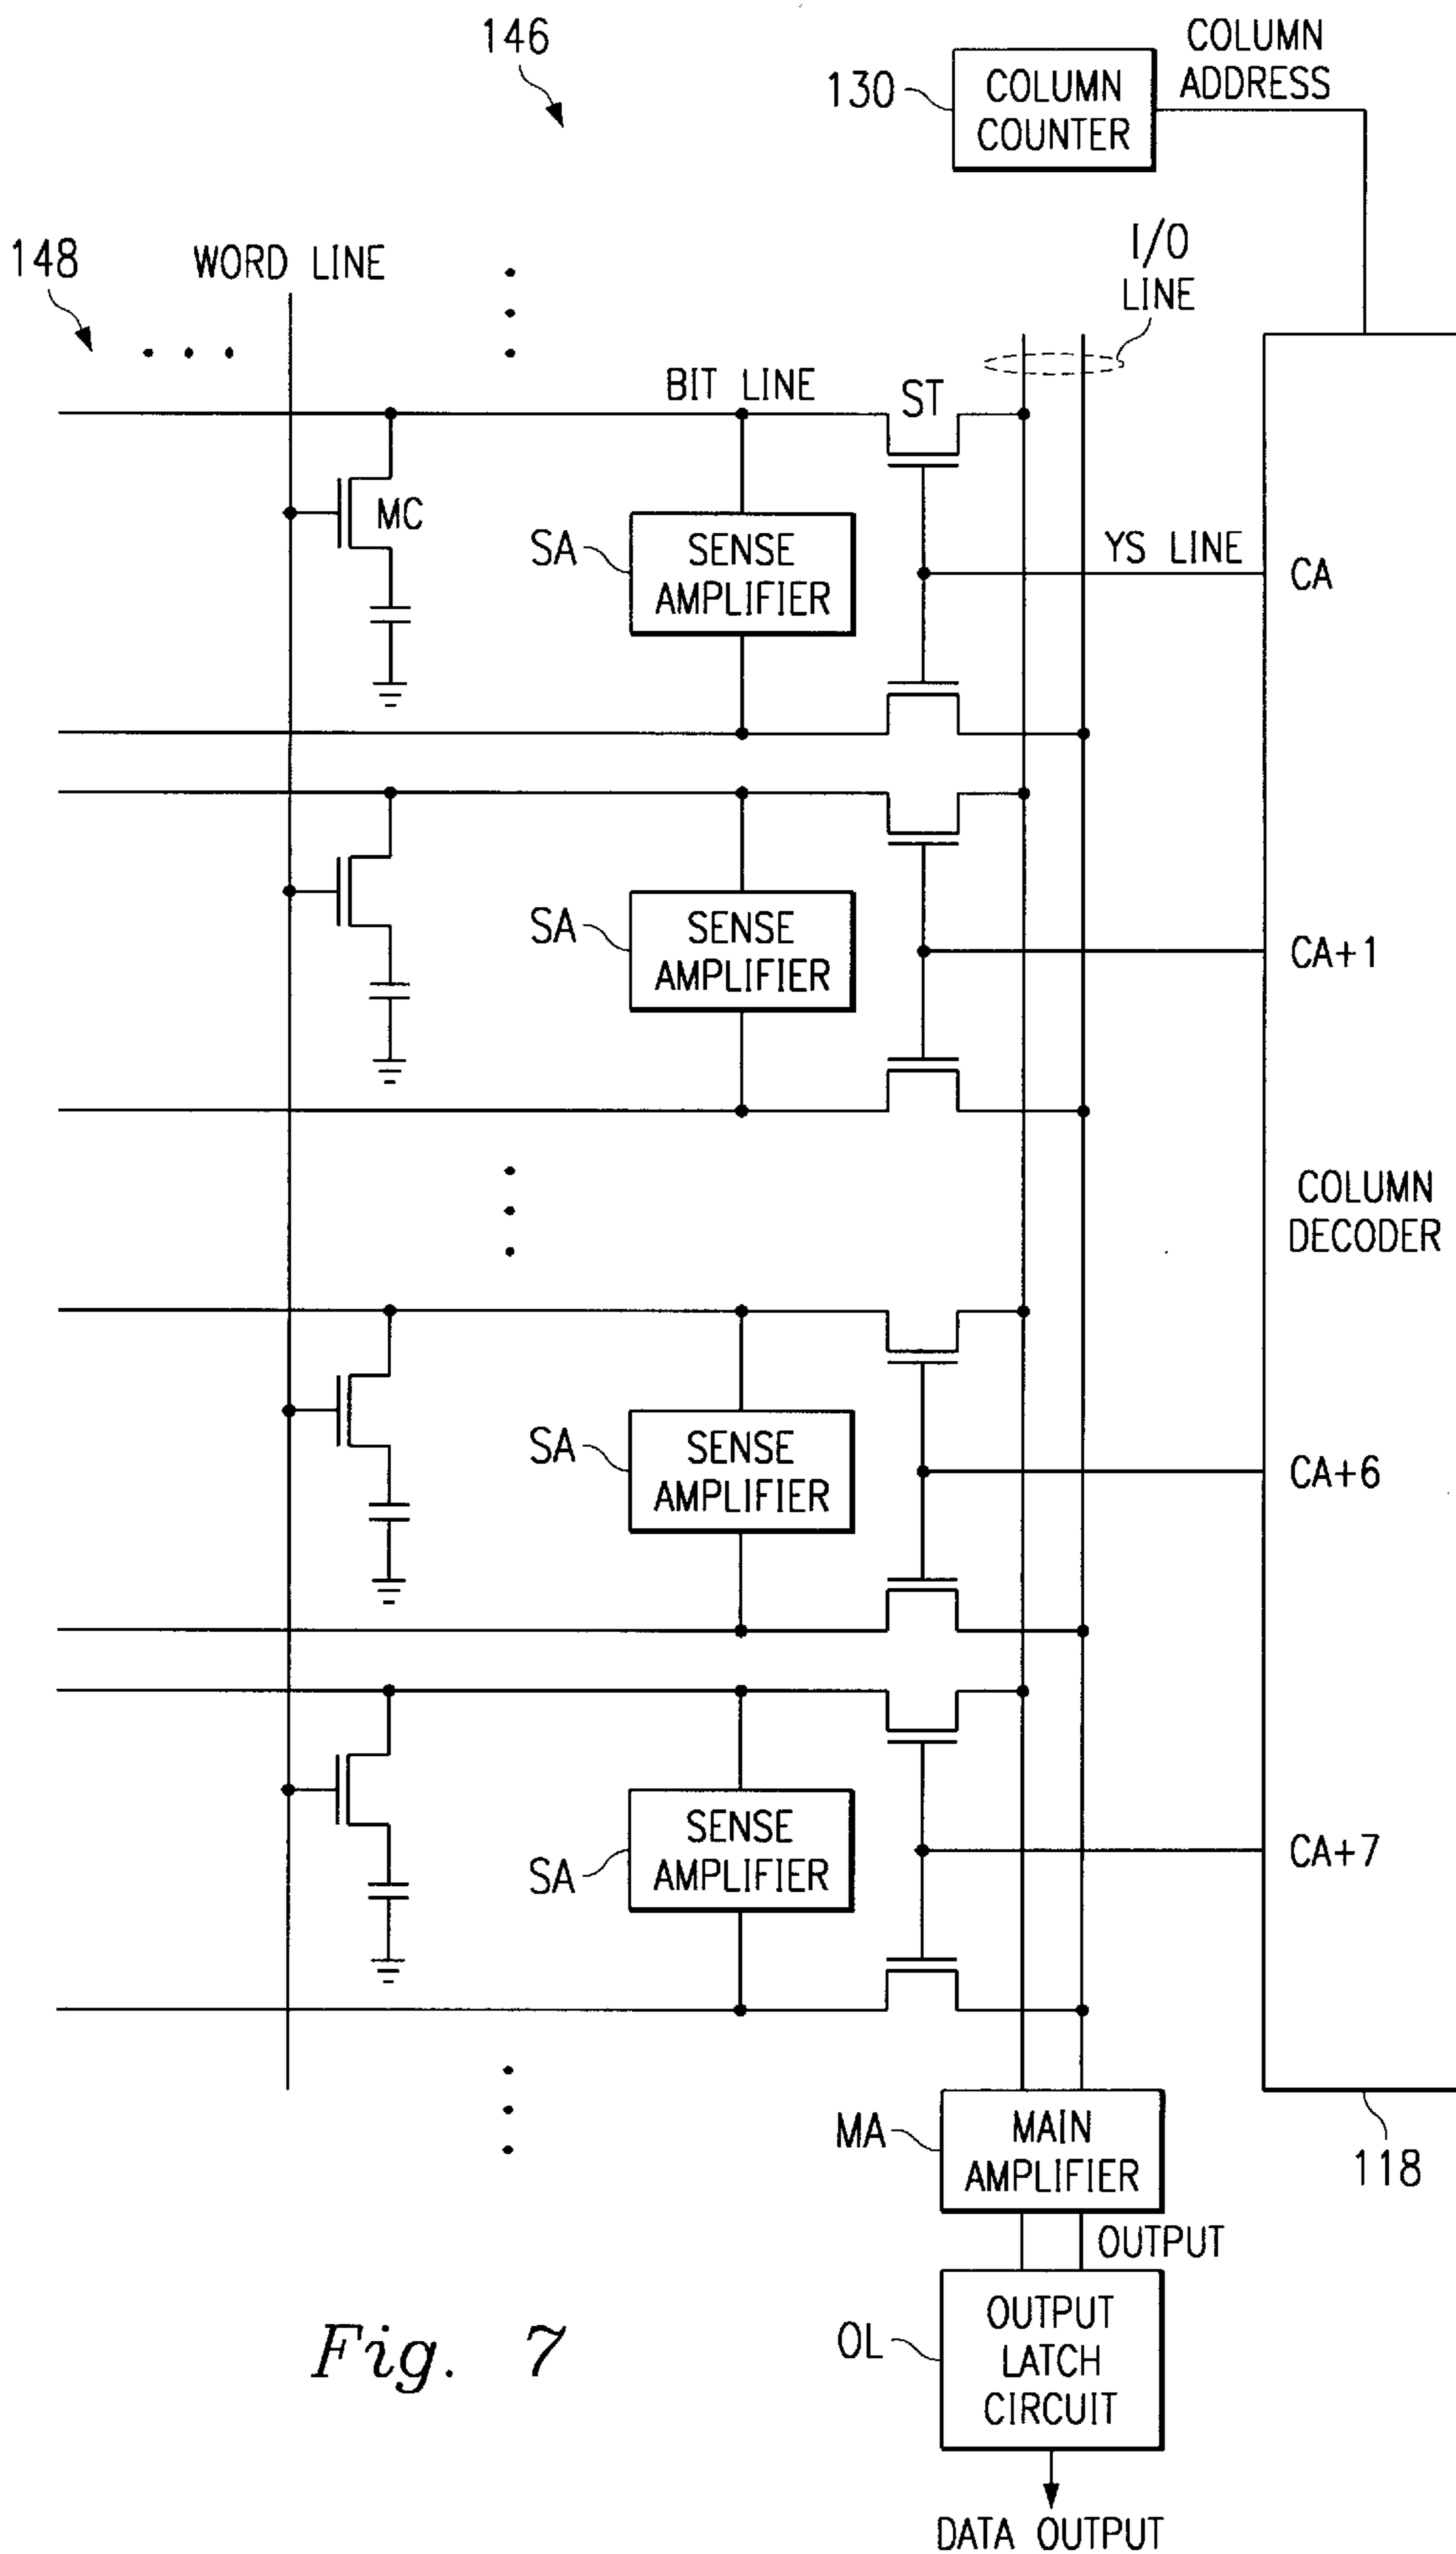 146
COLUMN
ADDRESS
130
COLUMN
COUNTER
148
WORD LINE
I/O
LINE
BIT LINE
ST
MC
SA
SENSE
AMPLIFIER
YS LINE
CA
SA
SENSE
AMPLIFIER
CA+1
COLUMN
DECODER
SA
SENSE
AMPLIFIER
CA+6
SA
SENSE
AMPLIFIER
CA+7
MA
MAIN
AMPLIFIER
118
OUTPUT
OL
OUTPUT
LATCH
CIRCUIT
Fig. 7
DATA OUTPUT